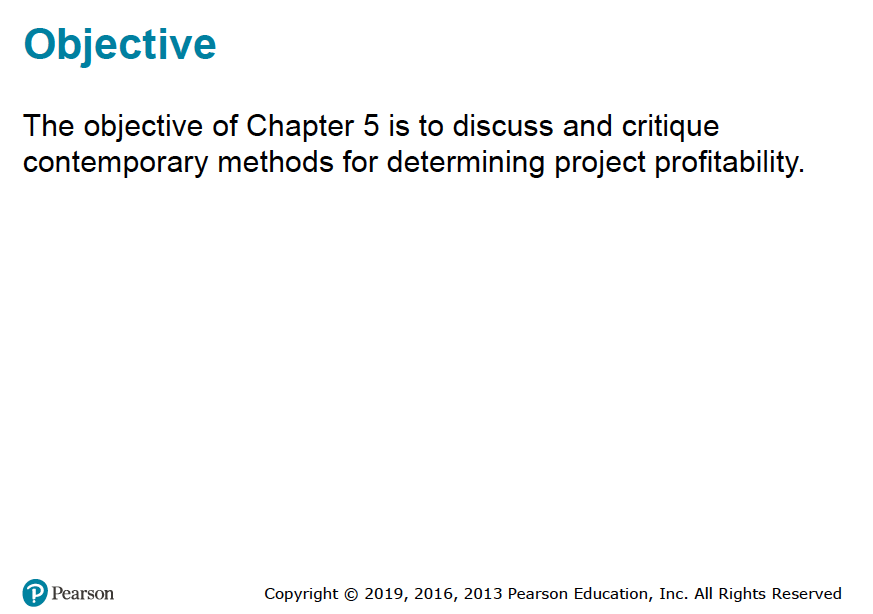 Objective
The objective of Chapter 5 is to discuss and critique
contemporary methods for determining project profitability.
Pearson
Copyright © 2019, 2016, 2013 Pearson Education, Inc. All Rights Reserved